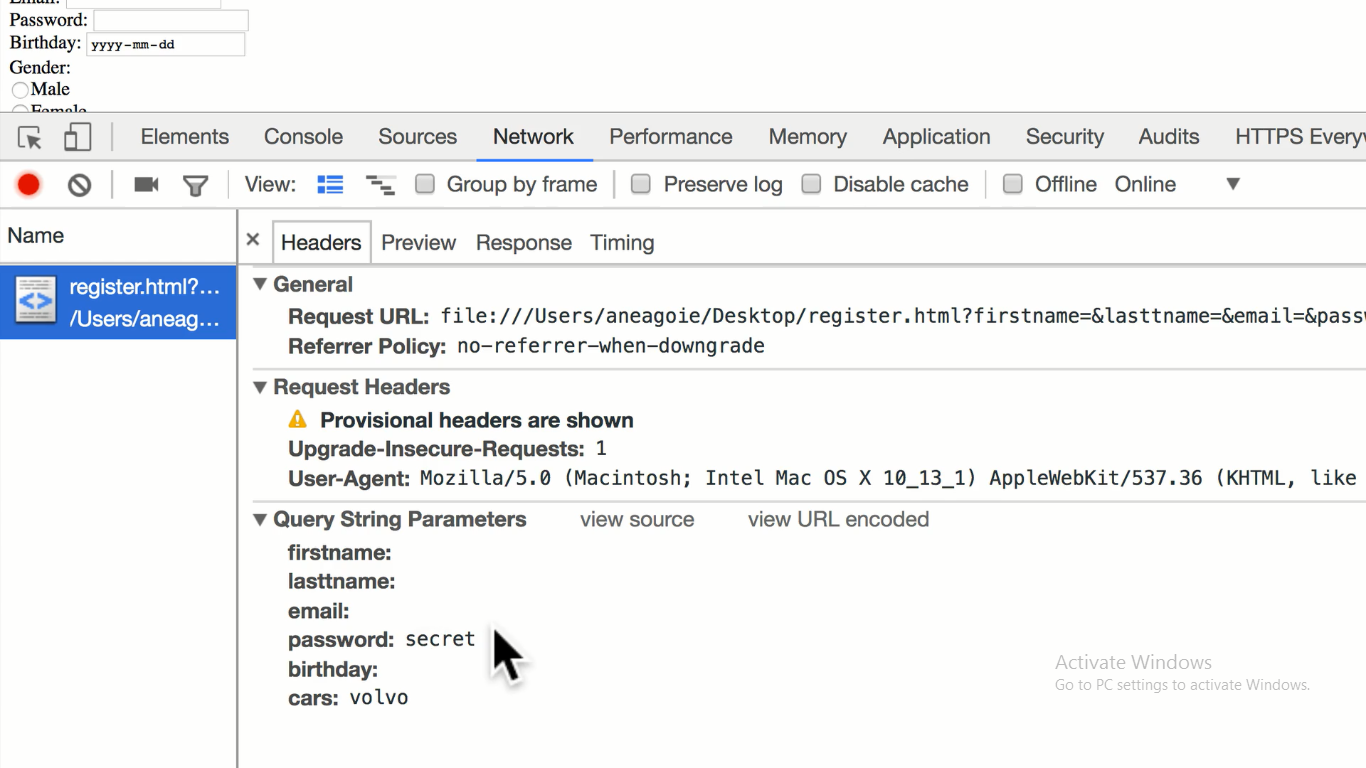 Email:
Password:
Birthday: yyyy-mm-dd
Gender:
Male
Female
Elements Console Sources Network Performance Memory Application Security Audits HTTPS
View: Group by frame Preserve log Disable cache Offline Online
Name
Headers Preview Response Timing
register.html?...
/Users/aneag...
General
Request URL: file:///Users/aneagoie/Desktop/register.html?firstname=&lasttname=&email=&passw
Referrer Policy: no-referrer-when-downgrade
Request Headers
Provisional headers are shown
Upgrade-Insecure-Requests: 1
User-Agent: Mozilla/5.0 (Macintosh; Intel Mac OS X 10_13_1) AppleWebKit/537.36 (KHTML, like
Query String Parameters view source view URL encoded
firstname:
lasttname:
email:
password: secret
birthday:
cars: volvo
Activate Windows
Go to PC settings to activate Windows.